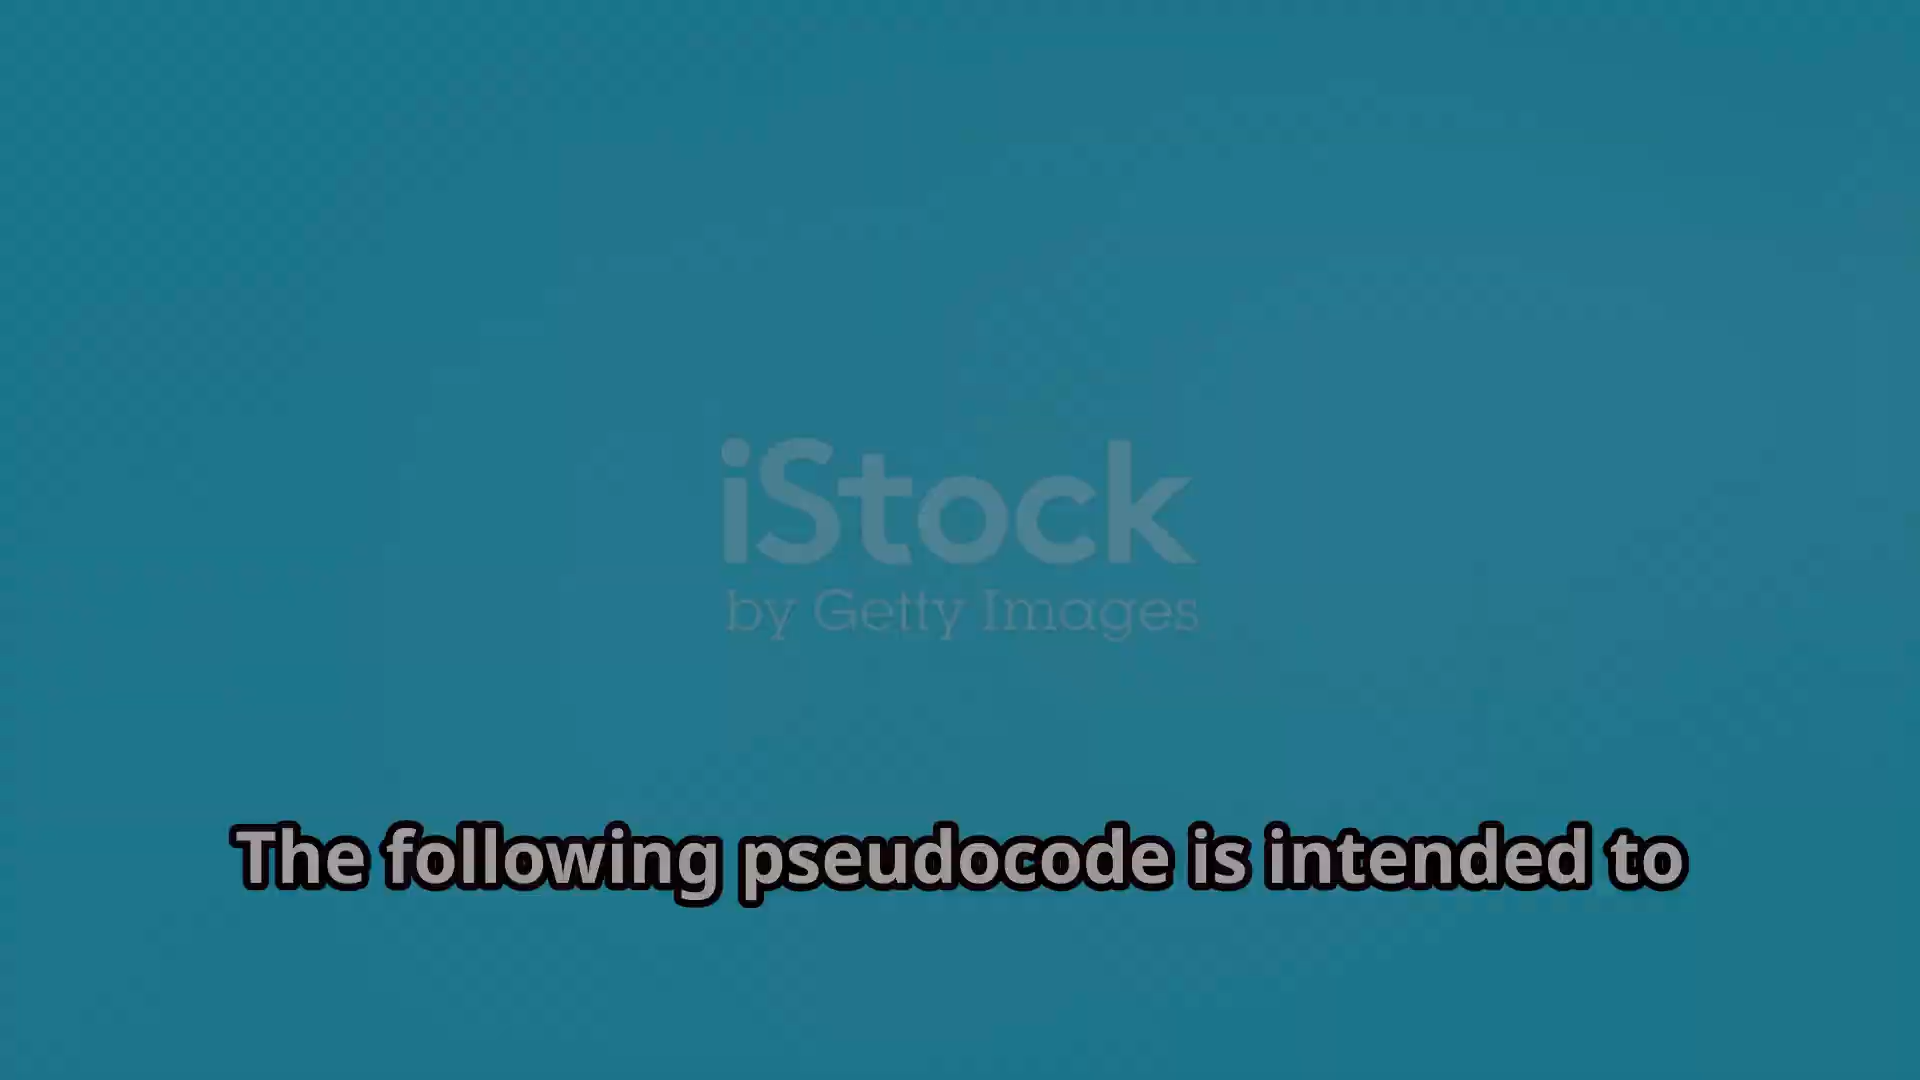 iStock
by Getty Images
The following pseudocode is intended to